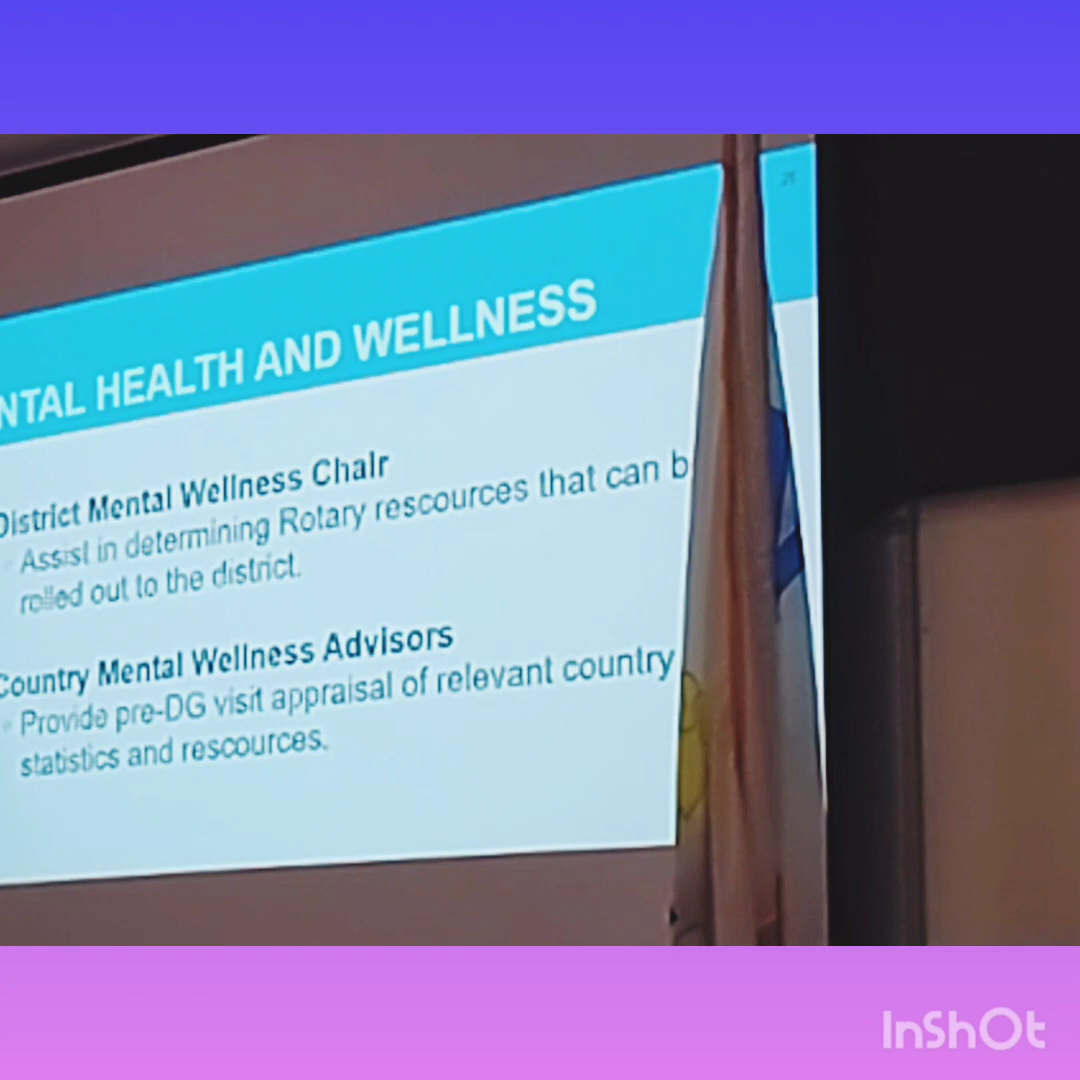 NTAL HEALTH AND WELLNESS
District Mental Wellness Chair
Assist in determining Rotary rescources that can b
rolled out to the district.
Country Mental Wellness Advisors
Provide pre-DG visit appraisal of relevant country
statistics and rescources.
InShOt